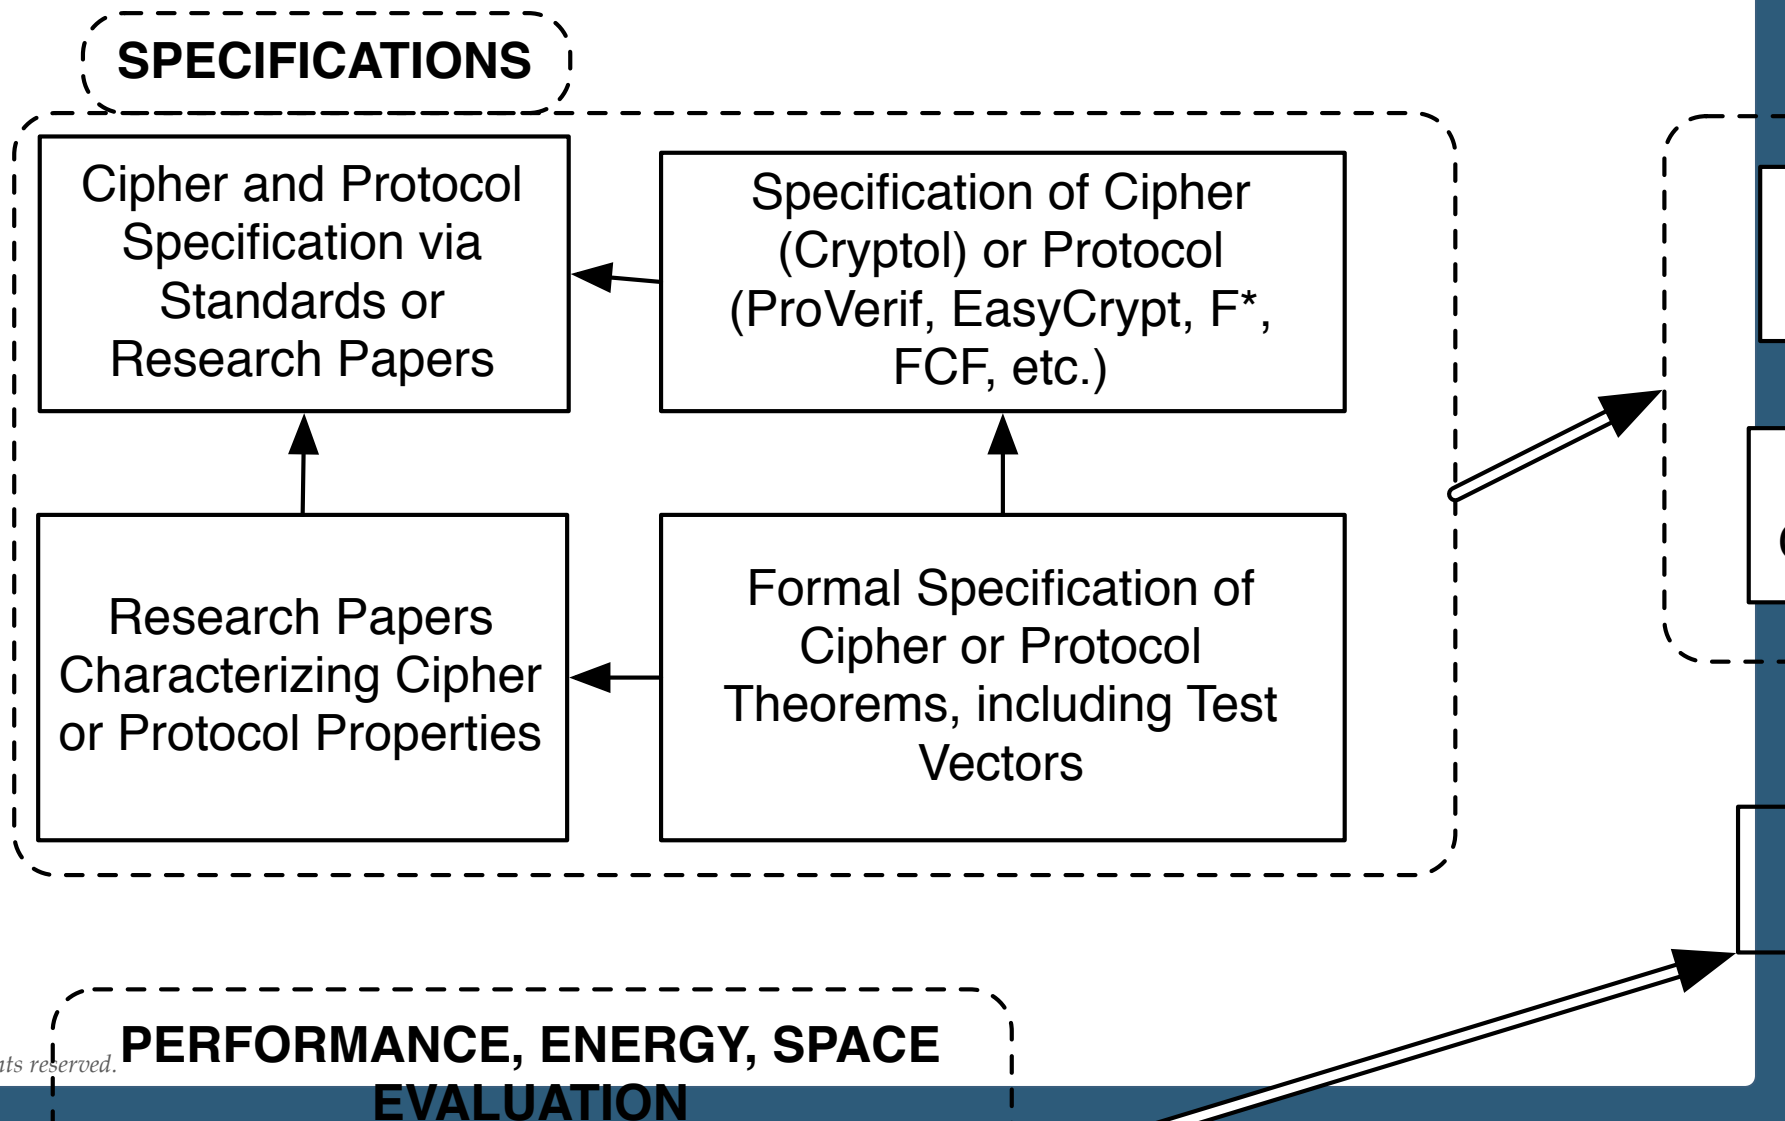 SPECIFICATIONS
Cipher and Protocol
Specification via
Standards or
Research Papers
Specification of Cipher
(Cryptol) or Protocol
(ProVerif, EasyCrypt, F*,
FCF, etc.)
Research Papers
Characterizing Cipher
or Protocol Properties
Formal Specification of
Cipher or Protocol
Theorems, including Test
Vectors
PERFORMANCE, ENERGY, SPACE
EVALUATION
reserved.